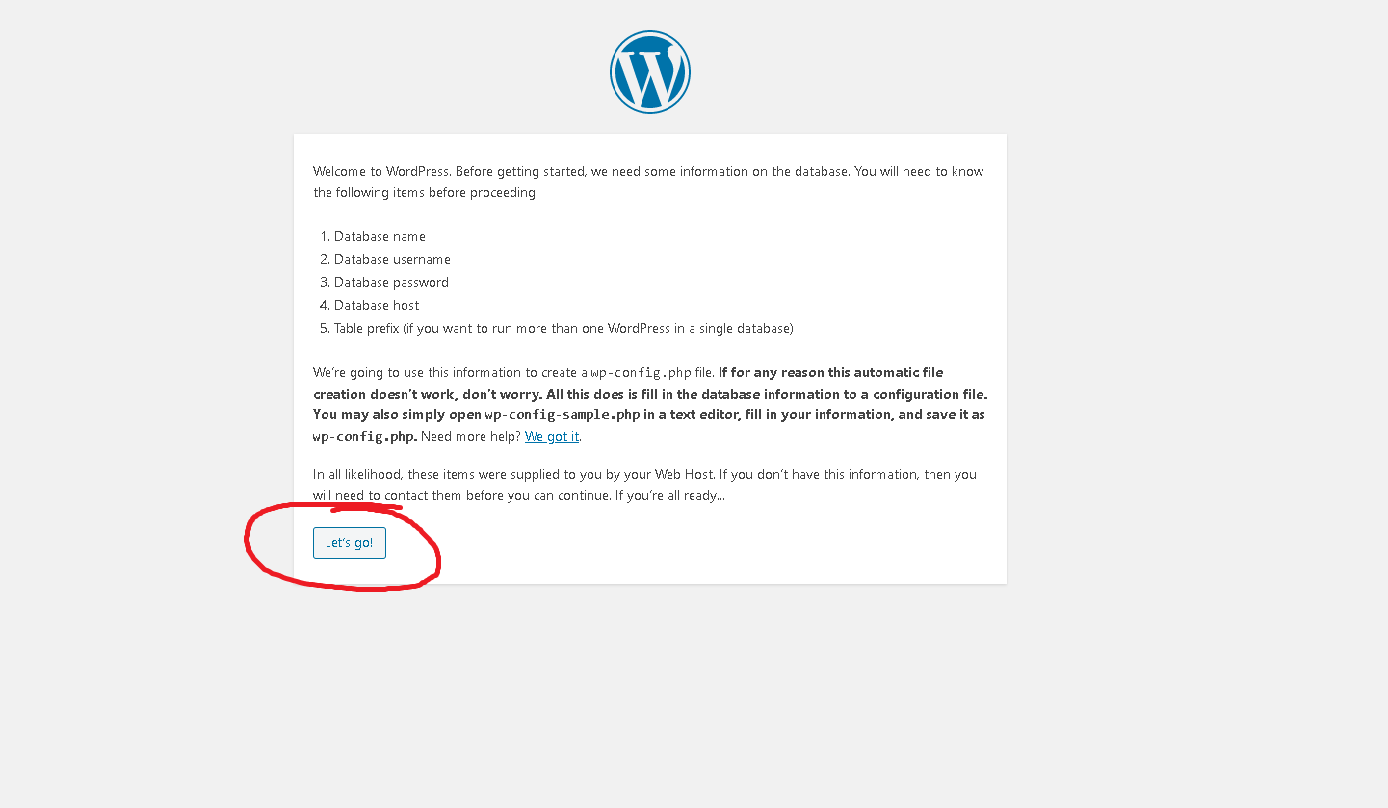 Welcome to WordPress. Before getting started, we need some information on the database. You will need to know
the following items before proceeding
1. Database name
2. Database username
3. Database password
4. Database host
5. Table prefix (if you want to run more than one WordPress in a single database)
We're going to use this information to create a wp-config.php file. If for any reason this automatic file
creation doesn't work, don't worry. All this does is fill in the database information to a configuration file.
You may also simply open wp-config-sample.php in a text editor, fill in your information, and save it as
wp-config.php. Need more help? We got it.
In all likelihood, these items were supplied to you by your Web Host. If you don't have this information, then you
will need to contact them before you can continue. If you're all ready...
Let's go!